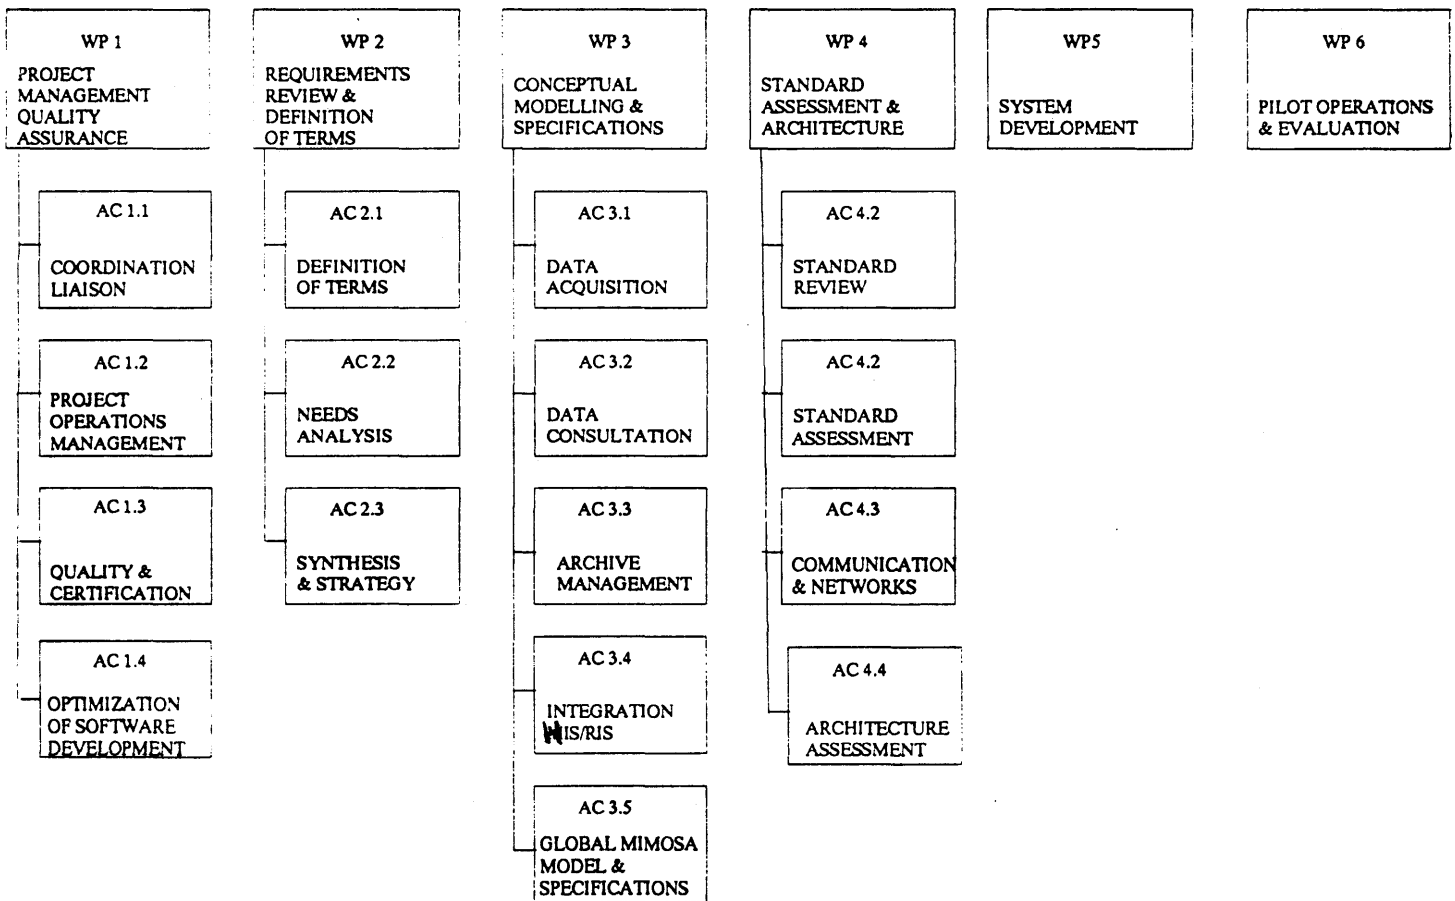 WP 1
PROJECT
MANAGEMENT
QUALITY
ASSURANCE
AC 1.1
COORDINATION
LIAISON
AC 1.2
PROJECT
OPERATIONS
MANAGEMENT
AC 1.3
QUALITY &
CERTIFICATION
AC 1.4
OPTIMIZATION
OF SOFTWARE
DEVELOPMENT
WP 2
REQUIREMENTS
REVIEW &
DEFINITION
OF TERMS
AC 2.1
DEFINITION
OF TERMS
AC 2.2
NEEDS
ANALYSIS
AC 2.3
SYNTHESIS
& STRATEGY
WP 3
CONCEPTUAL
MODELLING &
SPECIFICATIONS
AC 3.1
DATA
ACQUISITION
AC 3.2
DATA
CONSULTATION
AC 3.3
ARCHIVE
MANAGEMENT
AC 3.4
INTEGRATION
HIS/RIS
AC 3.5
GLOBAL MIMOSA
MODEL &
SPECIFICATIONS
WP 4
STANDARD
ASSESSMENT &
ARCHITECTURE
AC 4.2
STANDARD
REVIEW
AC 4.2
STANDARD
ASSESSMENT
AC 4.3
COMMUNICATION
& NETWORKS
AC 4.4
ARCHITECTURE
ASSESSMENT
WP5
SYSTEM
DEVELOPMENT
WP 6
PILOT OPERATIONS
& EVALUATION